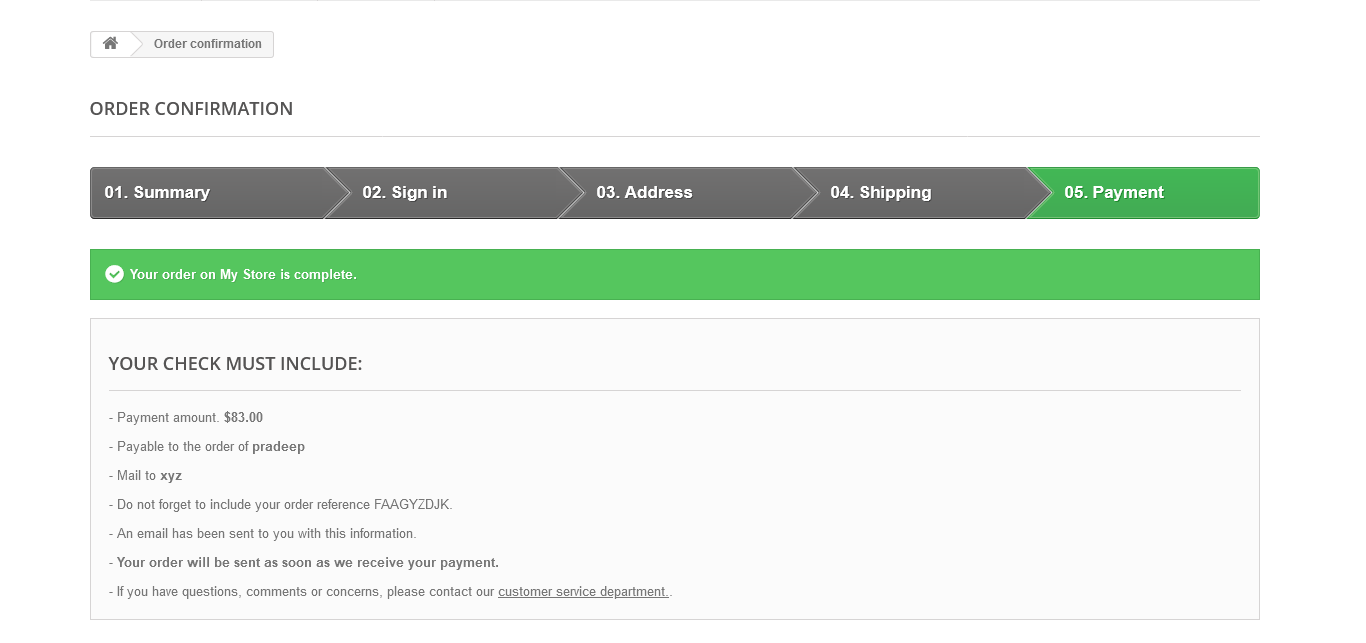 Order confirmation
ORDER CONFIRMATION
01. Summary 02. Sign in 03. Address 04. Shipping 05. Payment
Your order on My Store is complete.
YOUR CHECK MUST INCLUDE:
- Payment amount. $83.00
- Payable to the order of pradeep
- Mail to xyz
- Do not forget to include your order reference FAAGYZDJK.
- An email has been sent to you with this information.
- Your order will be sent as soon as we receive your payment.
- If you have questions, comments or concerns, please contact our customer service department..